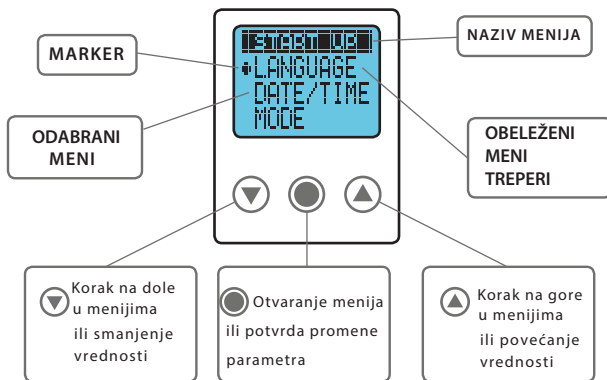 MARKER
START UP
NAZIV MENIJA
LANGUAGE
DATE/TIME
MODE
ODABRANI
MENI
OBELEŽENI
MENI
TREPERI
Korak na dole
u menijima
ili smanjenje
vrednosti
Otvaranje menija
ili potvrda promene
parametra
Korak na gore
u menijima
ili povećanje
vrednosti